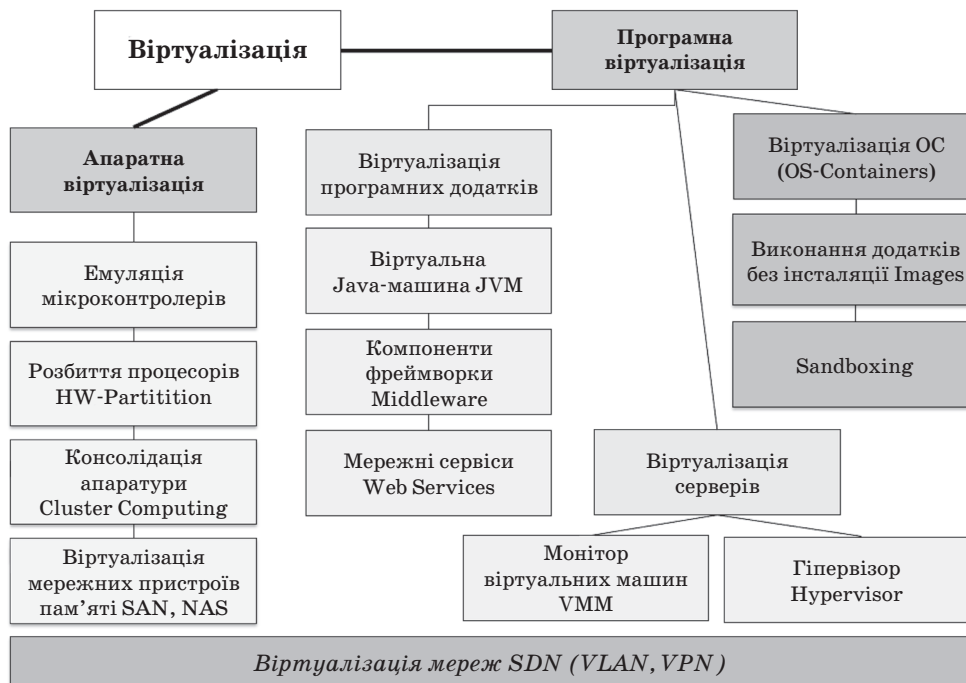 Віртуалізація
Програмна
віртуалізація
Апаратна
віртуалізація
Емуляція
мікроконтролерів
Розбиття процесорів
HW-Partitition
Консолідація
апаратури
Cluster Computing
Віртуалізація
мережних пристроїв
пам’яті SAN, NAS
Віртуалізація
програмних додатків
Віртуальна
Java-машина JVM
Компоненти
фреймворки
Middleware
Мережні сервіси
Web Services
Віртуалізація ОС
(OS-Containers)
Виконання додатків
без інсталяції Images
Sandboxing
Віртуалізація
серверів
Монітор
віртуальних машин
VMM
Гіпервізор
Hypervisor
Віртуалізація мереж SDN (VLAN, VPN)